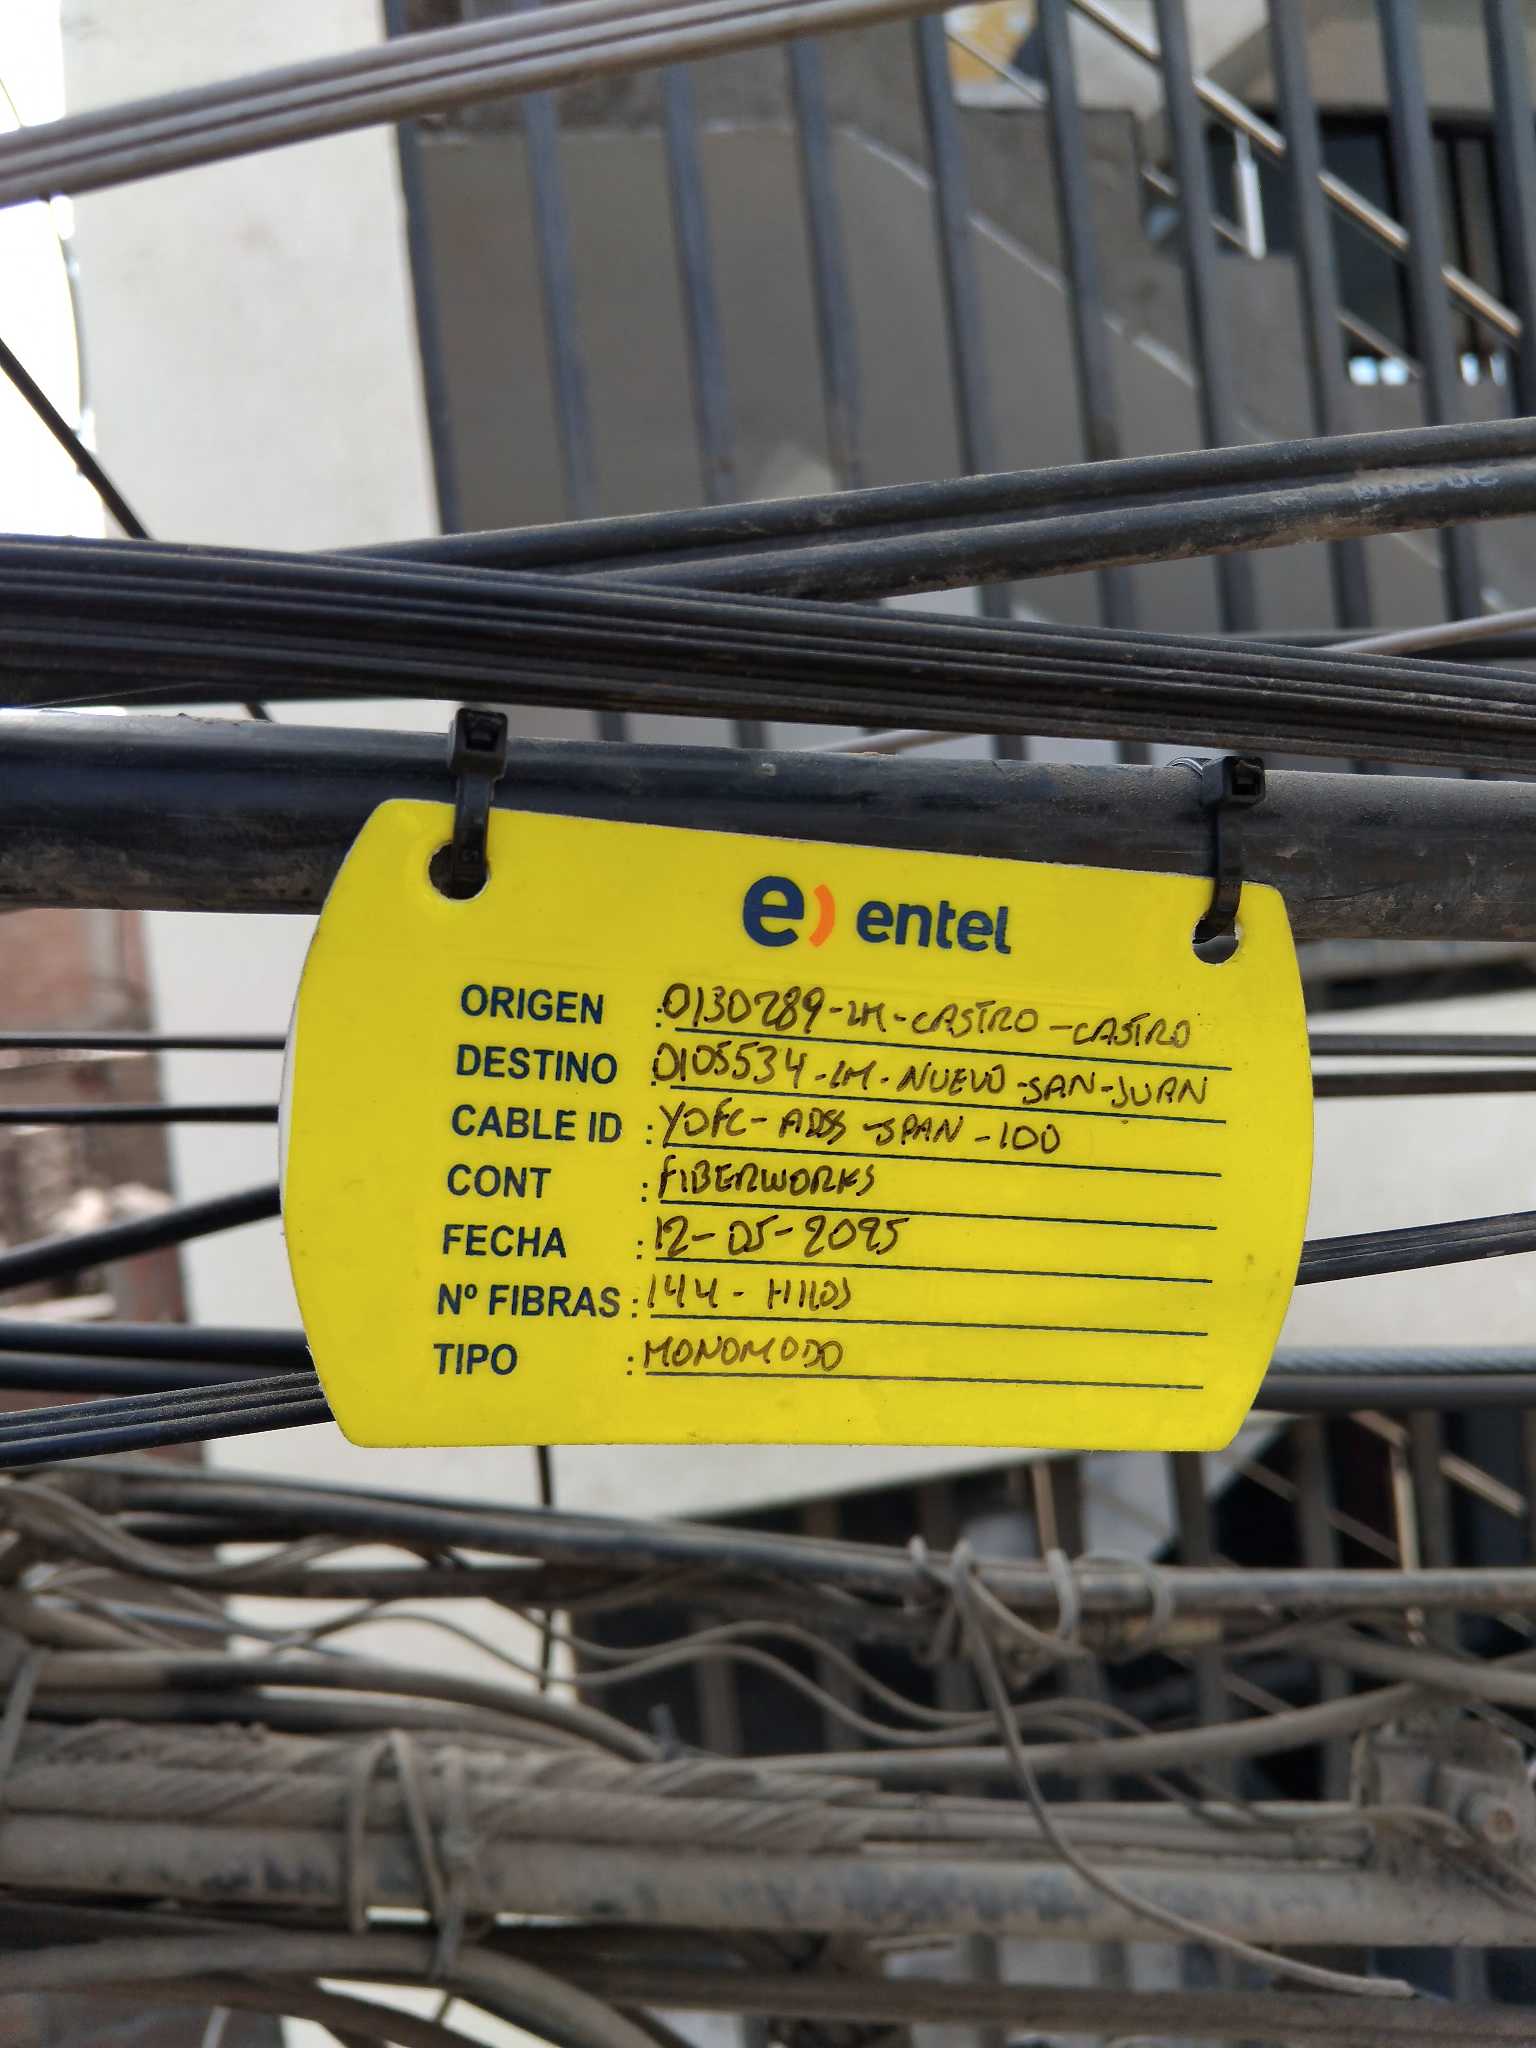 e) entel
ORIGEN : 0130289-LM-CASTRO-CASTRO
DESTINO : 0105534-LM-NUEVO-SAN-JUAN
CABLE ID : YOFC-ADSS-SPAN-100
CONT : FIBERWORKS
FECHA : 12-05-2025
Nº FIBRAS : 144-HILOS
TIPO : MONOMODO